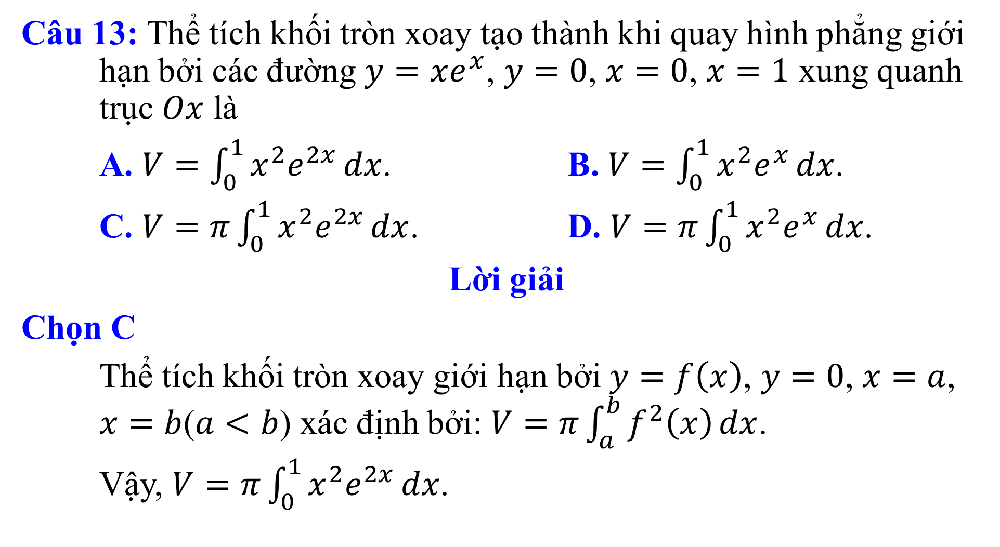 Câu 13: Thể tích khối tròn xoay tạo thành khi quay hình phẳng giới
hạn bởi các đường $y = xe^x$, $y = 0$, $x = 0$, $x = 1$ xung quanh
trục $Ox$ là
A. $V = \int_0^1 x^2 e^{2x} \, dx$. B. $V = \int_0^1 x^2 e^x \, dx$.
C. $V = \pi \int_0^1 x^2 e^{2x} \, dx$. D. $V = \pi \int_0^1 x^2 e^x \, dx$.
Lời giải
Chọn C
Thể tích khối tròn xoay giới hạn bởi $y = f(x)$, $y = 0$, $x = a$,
$x = b(a < b)$ xác định bởi: $V = \pi \int_a^b f^2(x) \, dx$.
Vậy, $V = \pi \int_0^1 x^2 e^{2x} \, dx$.